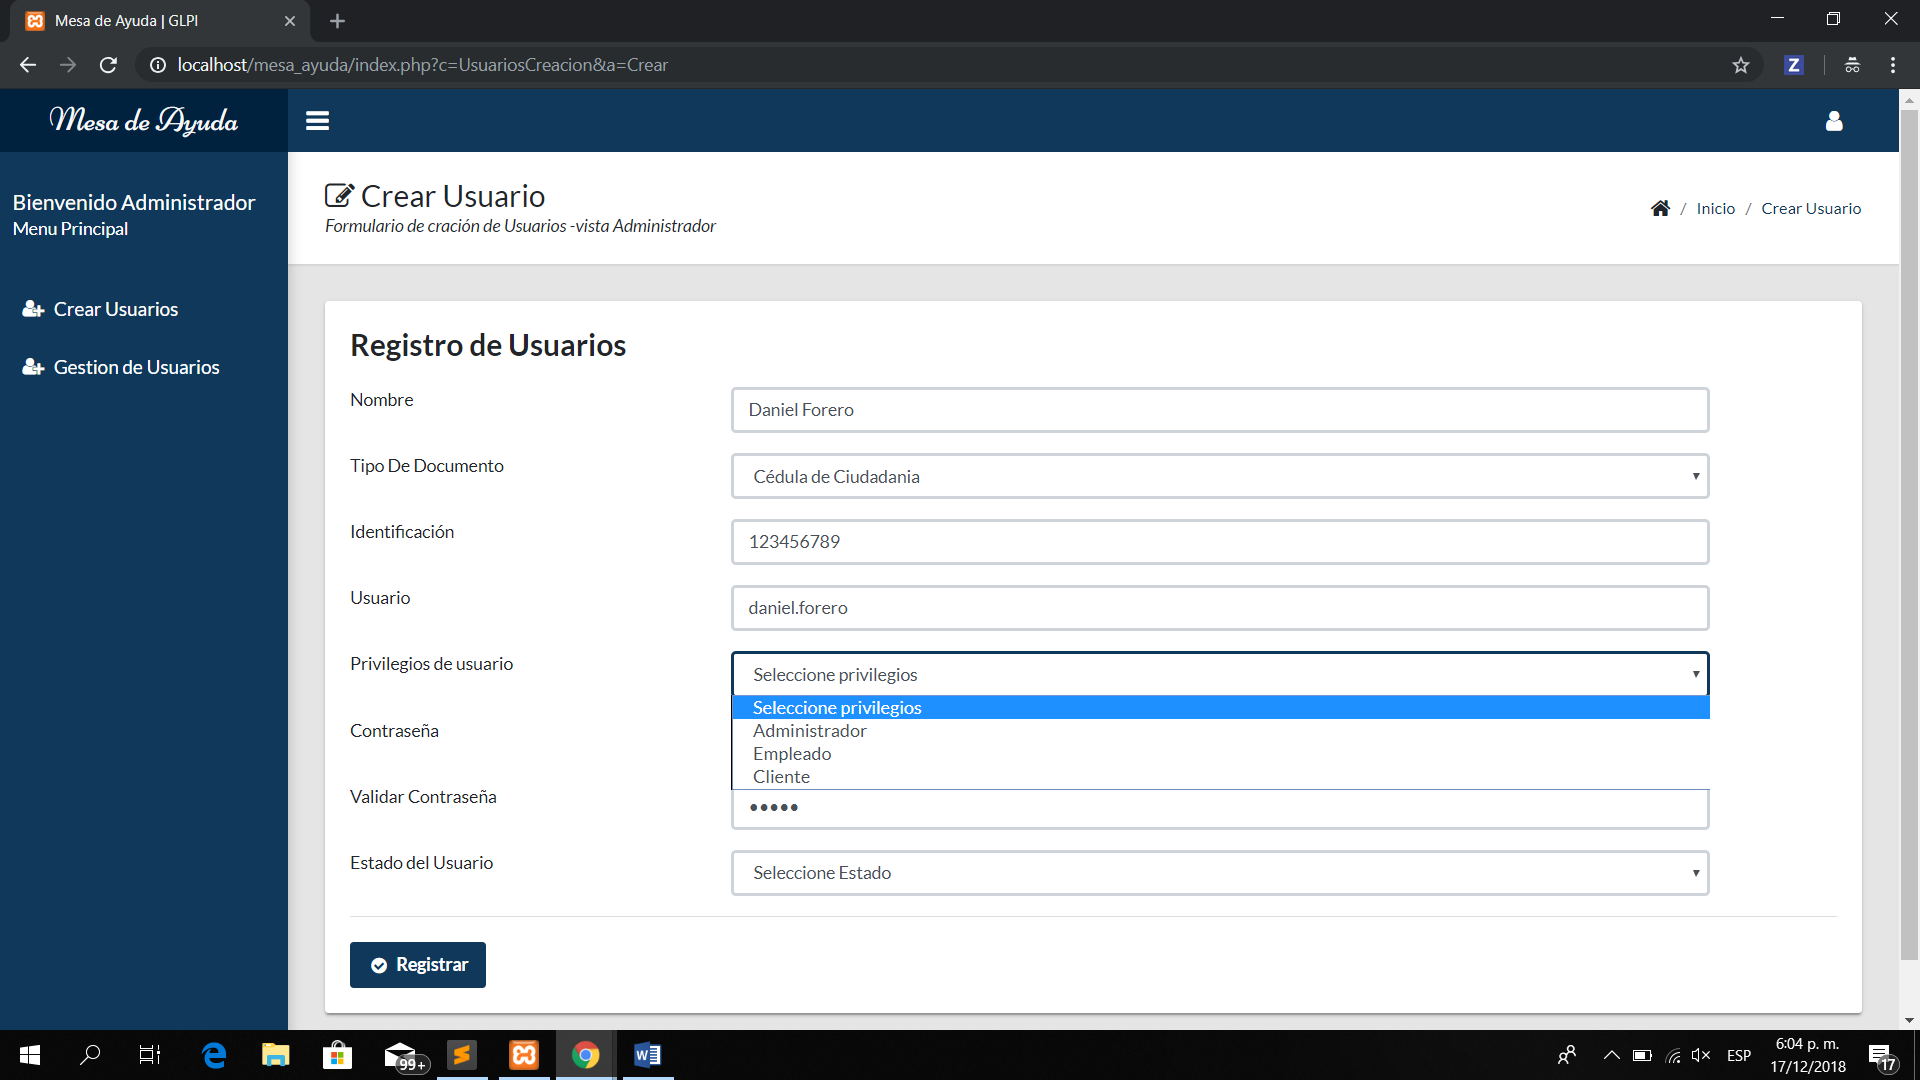 Mesa de Ayuda | GLPI
localhost/mesa_ayuda/index.php?c=UsuariosCreacion&a=Crear
Z
Mesa de Ayuda
Bienvenido Administrador
Menu Principal
Crear Usuarios
Gestion de Usuarios
Crear Usuario
Formulario de cración de Usuarios -vista Administrador
/ Inicio / Crear Usuario
Registro de Usuarios
Nombre
Daniel Forero
Tipo De Documento
Cédula de Ciudadania
Identificación
123456789
Usuario
daniel.forero
Privilegios de usuario
Seleccione privilegios
Seleccione privilegios
Administrador
Empleado
Cliente
Contraseña
Validar Contraseña
•••••
Estado del Usuario
Seleccione Estado
Registrar
99+
ESP
6:04 p. m.
17/12/2018
17